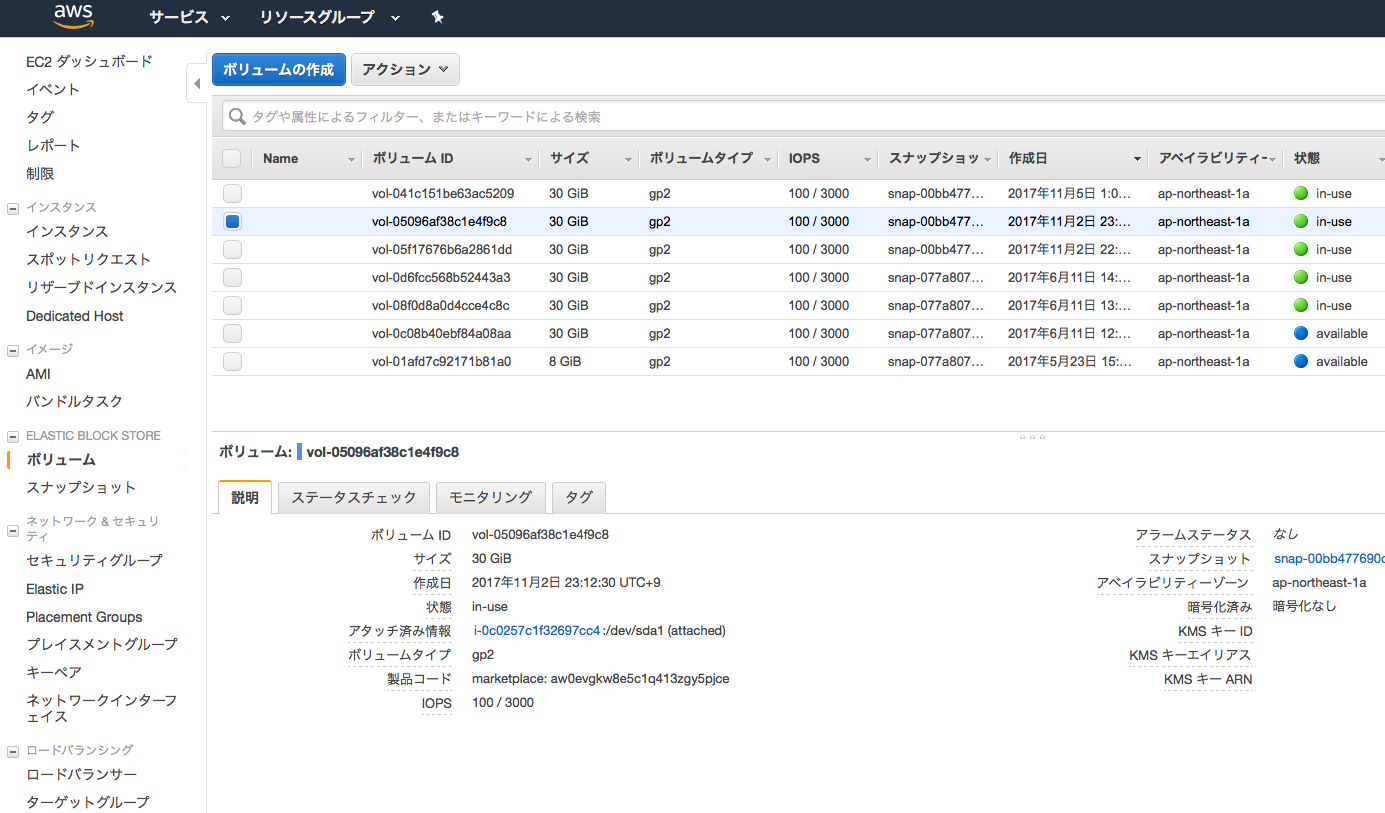 aws サービス リソースグループ
EC2 ダッシュボード
イベント
タグ
レポート
制限
インスタンス
インスタンス
スポットリクエスト
リザーブドインスタンス
Dedicated Host
イメージ
AMI
バンドルタスク
ELASTIC BLOCK STORE
ボリューム
スナップショット
ネットワーク & セキュリ
ティ
セキュリティグループ
Elastic IP
Placement Groups
プレイスメントグループ
キーペア
ネットワークインターフ
ェイス
ロードバランシング
ロードバランサー
ターゲットグループ
ボリュームの作成 アクション
タグや属性によるフィルター、またはキーワードによる検索
Name ボリューム ID サイズ ボリュームタイプ IOPS スナップショッ 作成日 アベイラビリティー 状態
vol-041c151be63ac5209 30 GiB gp2 100 / 3000 snap-00bb477… 2017年11月5日 1:0… ap-northeast-1a in-use
vol-05096af38c1e4f9c8 30 GiB gp2 100 / 3000 snap-00bb477… 2017年11月2日 23:… ap-northeast-1a in-use
vol-05f17676b6a2861dd 30 GiB gp2 100 / 3000 snap-00bb477… 2017年11月2日 22:… ap-northeast-1a in-use
vol-0d6fcc568b52443a3 30 GiB gp2 100 / 3000 snap-077a807… 2017年6月11日 14:… ap-northeast-1a in-use
vol-08f0d8a0d4cce4c8c 30 GiB gp2 100 / 3000 snap-077a807… 2017年6月11日 13:… ap-northeast-1a in-use
vol-0c08b40ebf84a08aa 30 GiB gp2 100 / 3000 snap-077a807… 2017年6月11日 12:… ap-northeast-1a available
vol-01afd7c92171b81a0 8 GiB gp2 100 / 3000 snap-077a807… 2017年5月23日 15:… ap-northeast-1a available
ボリューム: vol-05096af38c1e4f9c8
説明 ステータスチェック モニタリング タグ
ボリューム ID vol-05096af38c1e4f9c8
サイズ 30 GiB
作成日 2017年11月2日 23:12:30 UTC+9
状態 in-use
アタッチ済み情報 i-0c0257c1f32697cc4:/dev/sda1 (attached)
ボリュームタイプ gp2
製品コード marketplace: aw0evgkw8e5c1q413zgy5pjce
IOPS 100 / 3000
アラームステータス なし
スナップショット snap-00bb477690c
アベイラビリティーゾーン ap-northeast-1a
暗号化済み 暗号化なし
KMS キー ID
KMS キーエイリアス
KMS キー ARN